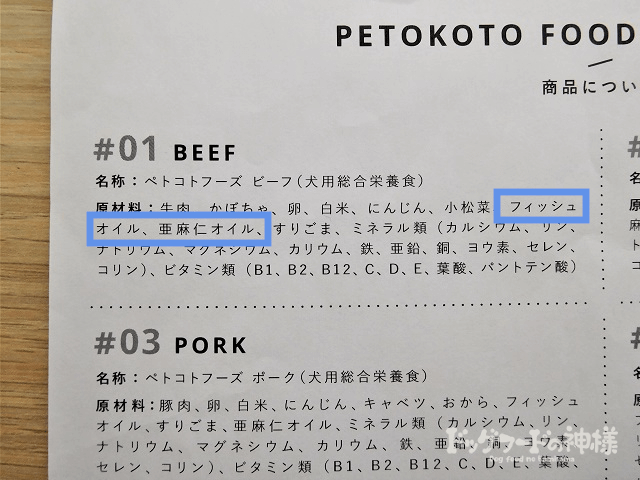 PETOKOTO FOOD
商品につい
#01 BEEF
名称：ペトコトフーズ ビーフ（犬用総合栄養食）
原材料：牛肉、かぼちゃ、卵、白米、にんじん、小松菜、フィッシュ
オイル、亜麻仁オイル、すりごま、ミネラル類（カルシウム、リン、
ナトリウム、マグネシウム、カリウム、鉄、亜鉛、銅、ヨウ素、セレン、
コリン）、ビタミン類（B1、B2、B12、C、D、E、葉酸、パントテン酸）
#03 PORK
名称：ペトコトフーズ ポーク（犬用総合栄養食）
原材料：豚肉、卵、白米、にんじん、キャベツ、おから、フィッシュ
オイル、すりごま、亜麻仁オイル、ミネラル類（カルシウム、リン、
ナトリウム、マグネシウム、カリウム、鉄、亜鉛、銅、ヨウ素、
セレン、コリン）、ビタミン類（B1、B2、B12、C、D、E、葉酸、
ドッグフードの神様
Dog food no kamisama